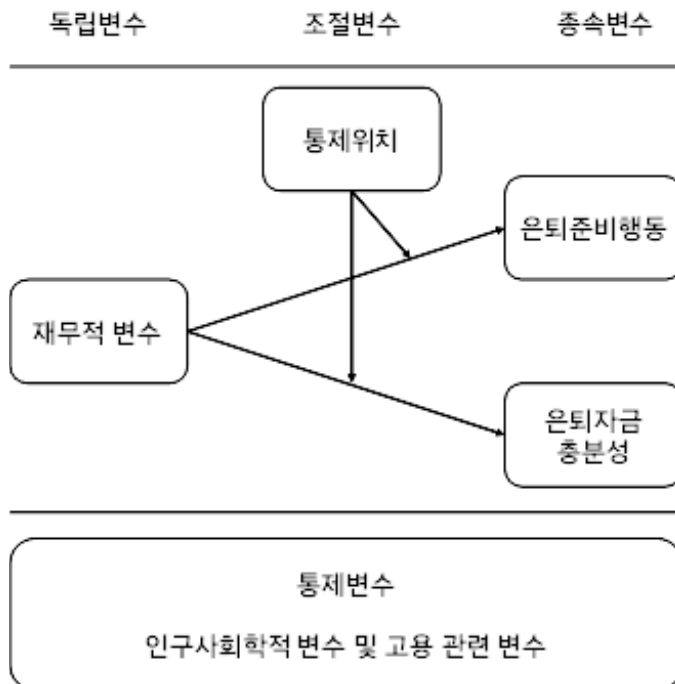 독립변수 조절변수 종속변수
통제위치
은퇴준비행동
재무적 변수
은퇴자금
충분성
통제변수
인구사회학적 변수 및 고용 관련 변수